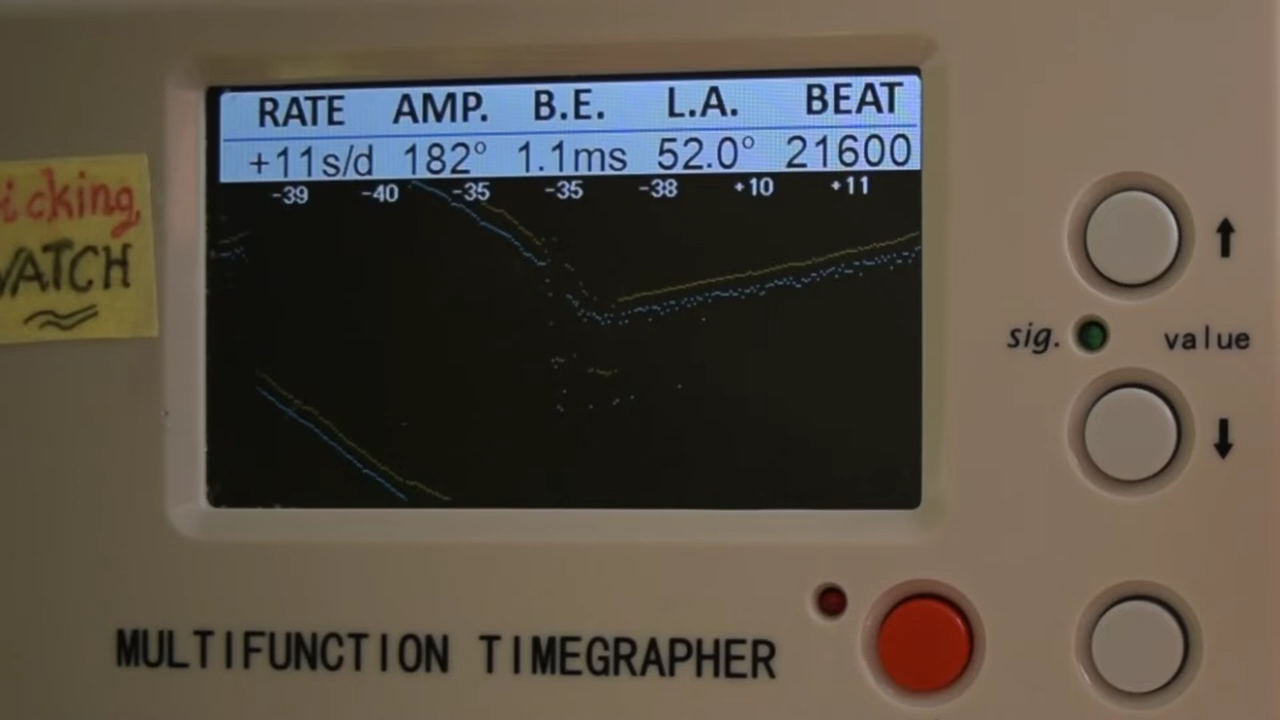 RATE AMP. B.E. L.A. BEAT
+11s/d 182° 1.1ms 52.0° 21600
-39 -40 -35 -35 -38 +10 +11
sig. value
MULTIFUNCTION TIMEGRAPHER